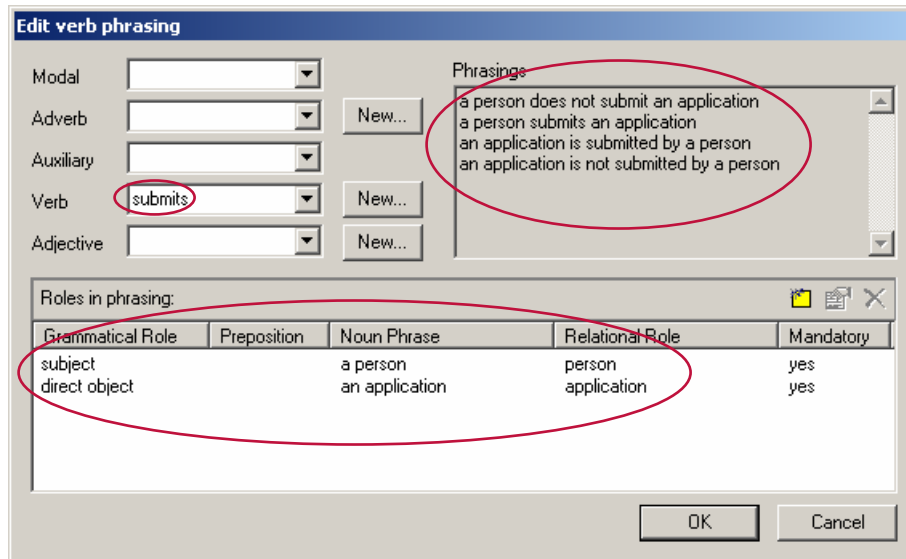 Edit verb phrasing
Modal
Adverb
New...
Auxiliary
Verb
submits
New...
Adjective
New...
Phrasings
a person does not submit an application
a person submits an application
an application is submitted by a person
an application is not submitted by a person
Roles in phrasing:
Grammatical Role Preposition Noun Phrase Relational Role Mandatory
subject a person person yes
direct object an application application yes
OK Cancel